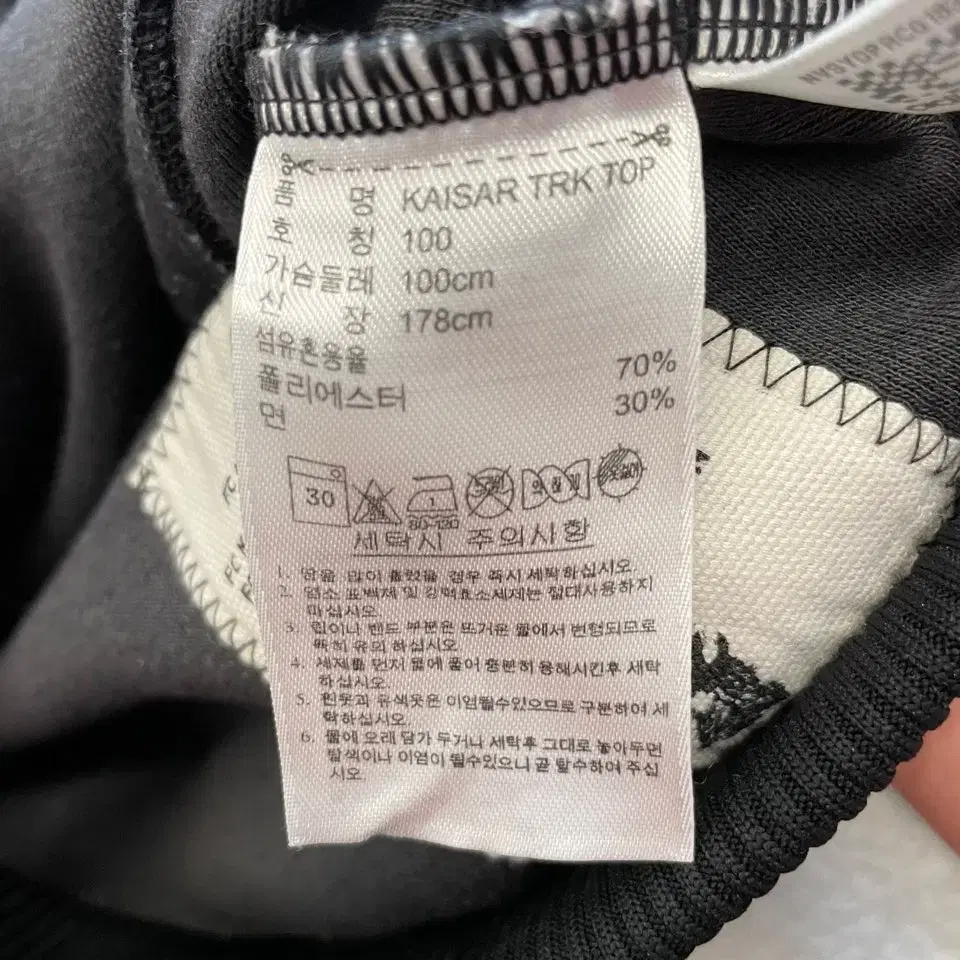 품 명 KAISAR TRK TOP
호 칭 100
가슴둘레 100cm
신 장 178cm
섬유혼용율
폴리에스터 70%
면 30%
30
80-120
세탁시 주의사항
1. 땀을 많이 흘렸을 경우 즉시 세탁하십시오.
2. 염소 표백제 및 강력효소세제는 절대사용하지
마십시오.
3. 립이나 밴드 부분은 뜨거운 물에서 변형되므로
특히 유의 하십시오.
4. 세제를 먼저 물에 풀어 충분히 용해시킨후 세탁
하십시오.
5. 흰옷과 유색옷은 이염될수있으므로 구분하여 세
탁하십시오.
6. 물에 오래 담가 두거나 세탁후 그대로 놓아두면
탈색이나 이염이 될수있으니 곧 탈수하여 주십
시오.